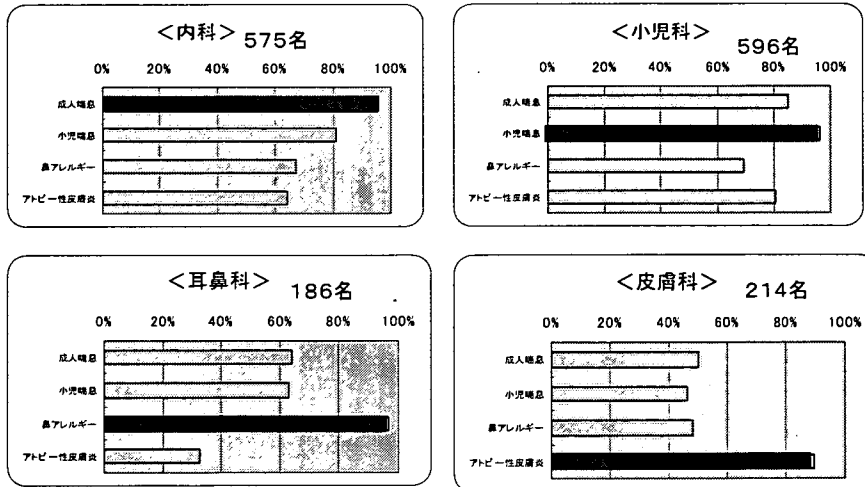 <内科> 575名
0% 20% 40% 60% 80% 100%
成人喘息
小児喘息
鼻アレルギー
アトピー性皮膚炎
<小児科> 596名
0% 20% 40% 60% 80% 100%
成人喘息
小児喘息
鼻アレルギー
アトピー性皮膚炎
<耳鼻科> 186名
0% 20% 40% 60% 80% 100%
成人喘息
小児喘息
鼻アレルギー
アトピー性皮膚炎
<皮膚科> 214名
0% 20% 40% 60% 80% 100%
成人喘息
小児喘息
鼻アレルギー
アトピー性皮膚炎